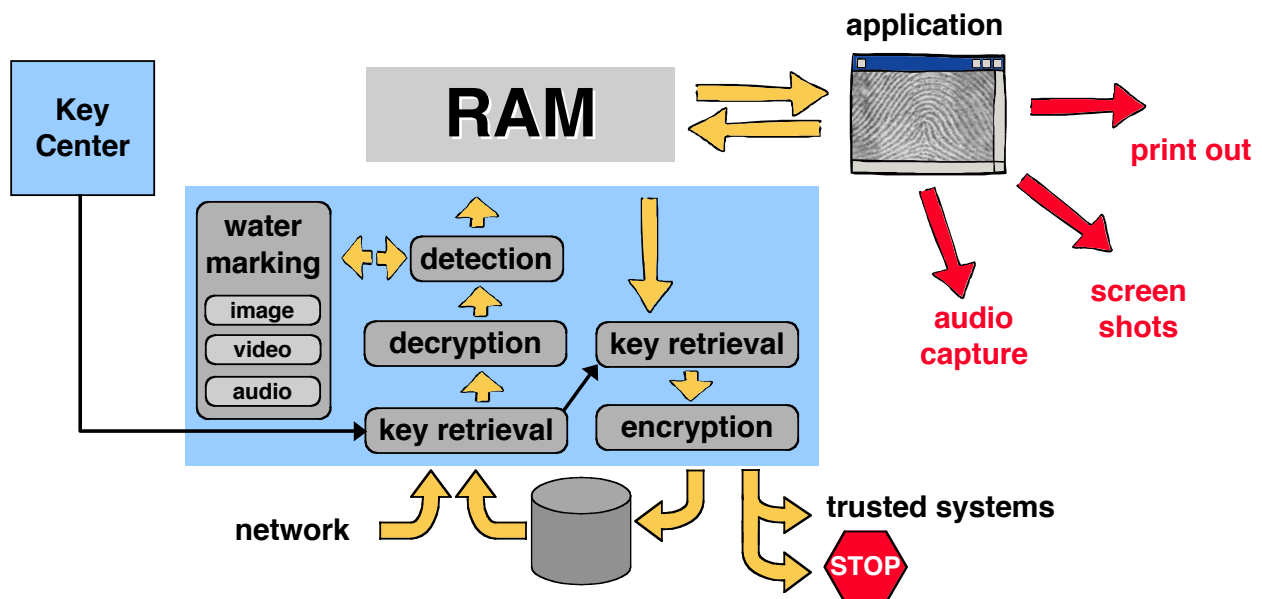 application
Key
Center
RAM
print out
water
marking
detection
image
video
audio
decryption
key retrieval
key retrieval
encryption
screen
shots
audio
capture
network
trusted systems
STOP